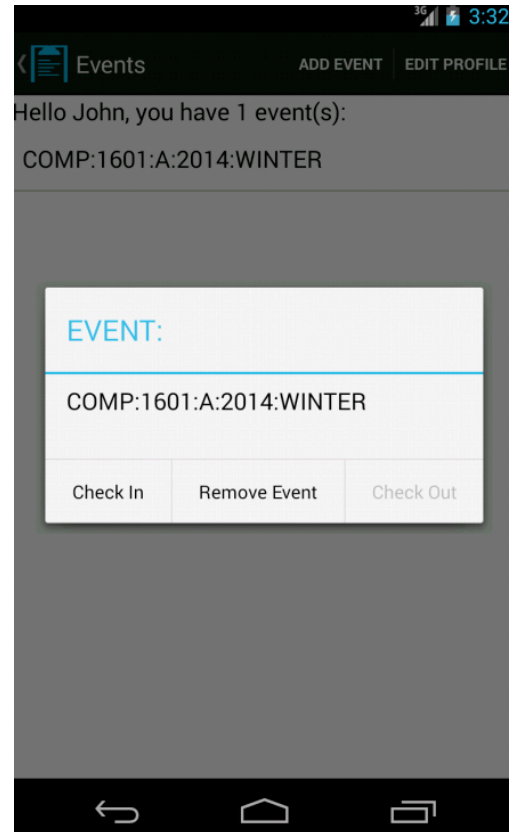 3G 3:32
Events ADD EVENT EDIT PROFILE
Hello John, you have 1 event(s):
COMP:1601:A:2014:WINTER
EVENT:
COMP:1601:A:2014:WINTER
Check In Remove Event Check Out